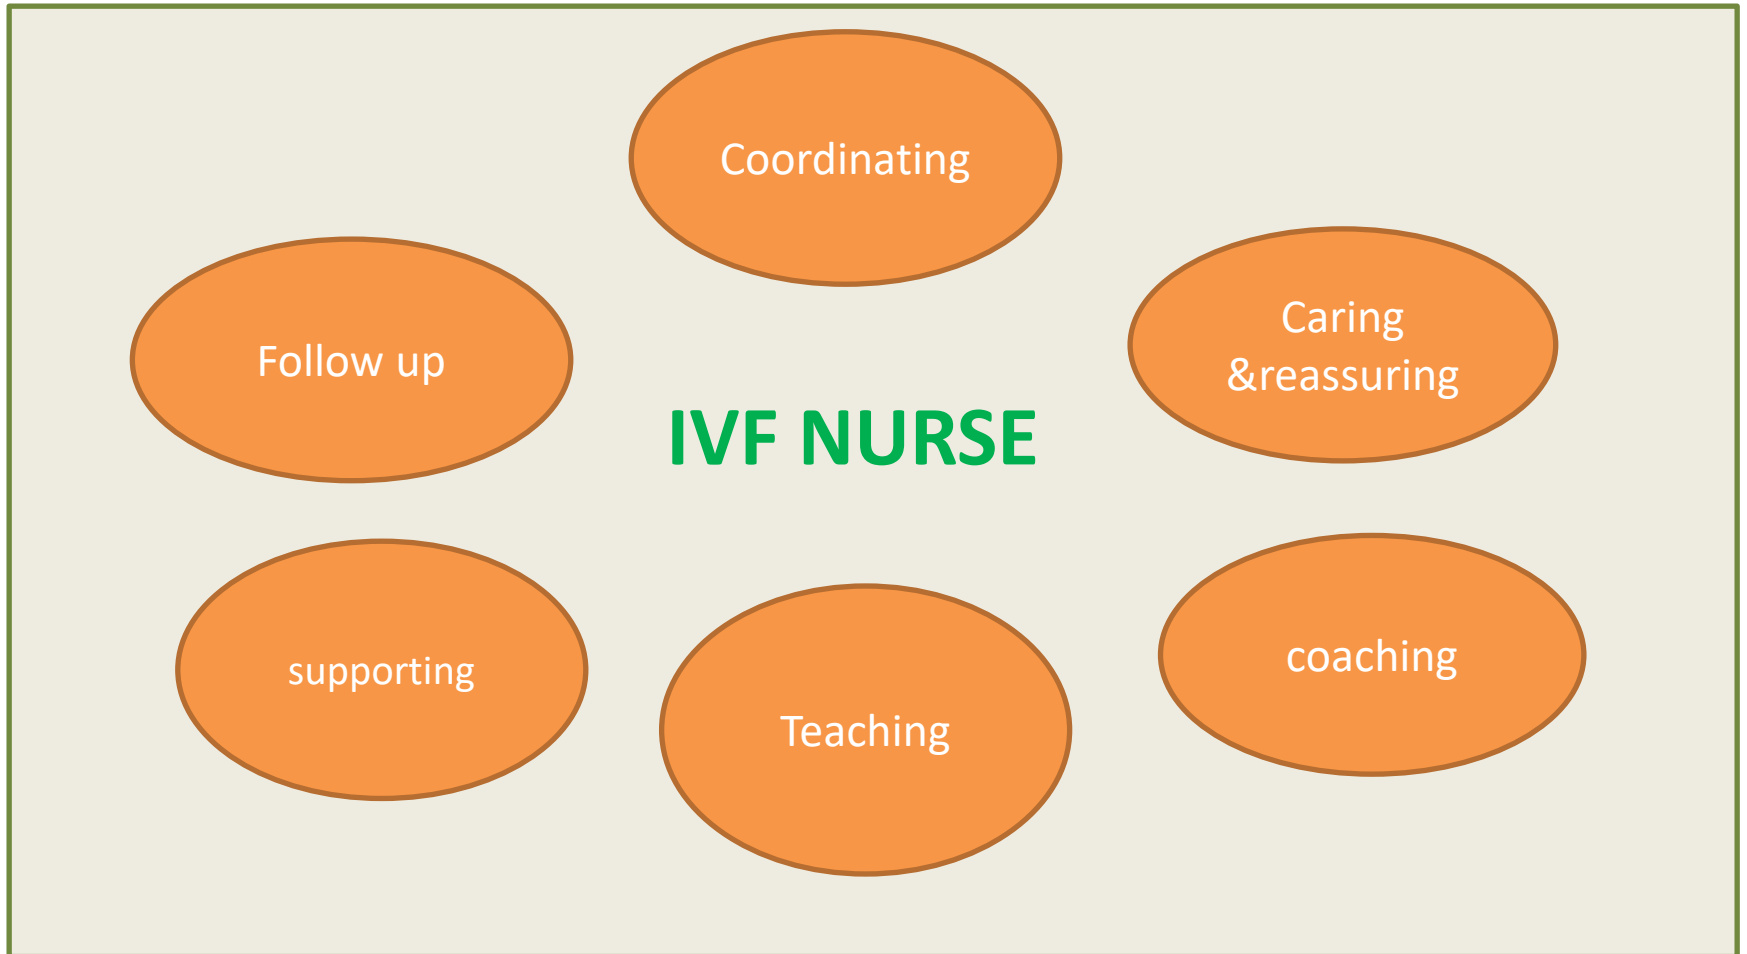 Coordinating
Caring
&reassuring
Follow up
IVF NURSE
coaching
supporting
Teaching